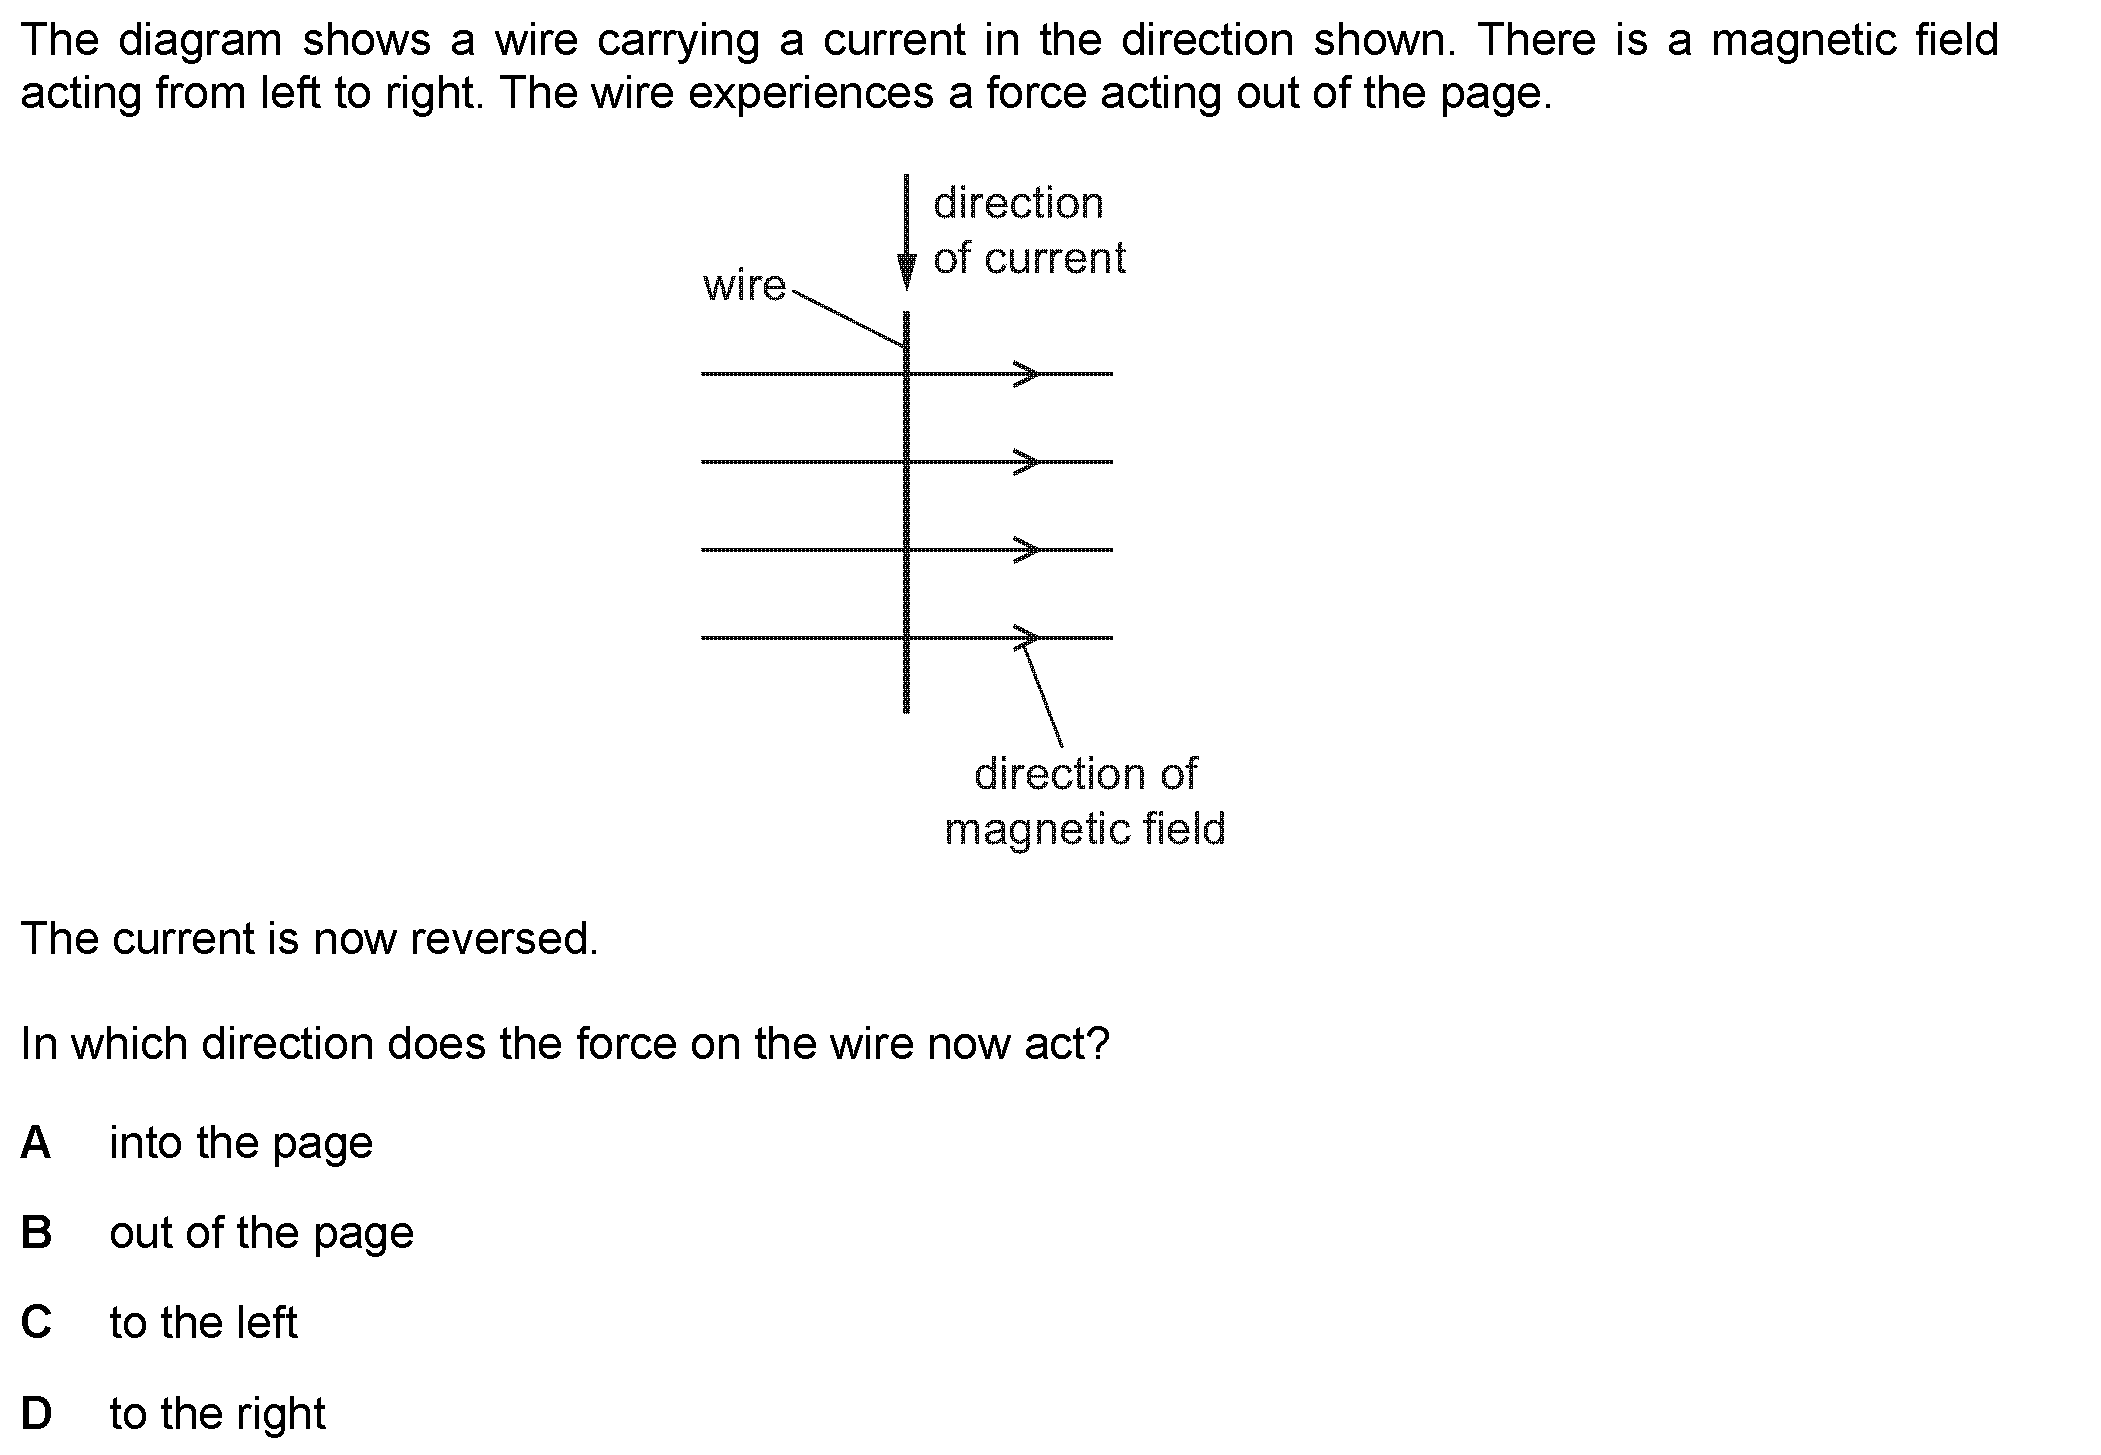 The diagram shows a wire carrying a current in the direction shown. There is a magnetic field
acting from left to right. The wire experiences a force acting out of the page.
direction
of current
wire
direction of
magnetic field
The current is now reversed.
In which direction does the force on the wire now act?
A into the page
B out of the page
C to the left
D to the right